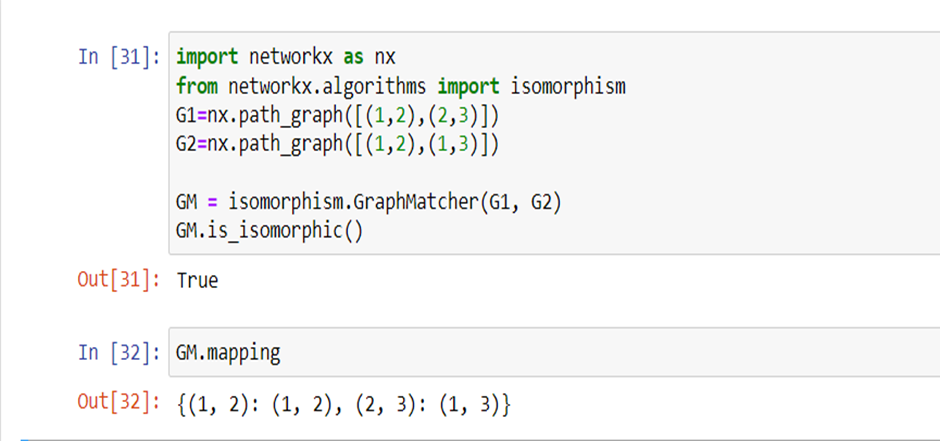 In [31]: import networkx as nx
from networkx.algorithms import isomorphism
G1=nx.path_graph([(1,2),(2,3)])
G2=nx.path_graph([(1,2),(1,3)])
GM = isomorphism.GraphMatcher(G1, G2)
GM.is_isomorphic()
Out[31]: True
In [32]: GM.mapping
Out[32]: {(1, 2): (1, 2), (2, 3): (1, 3)}